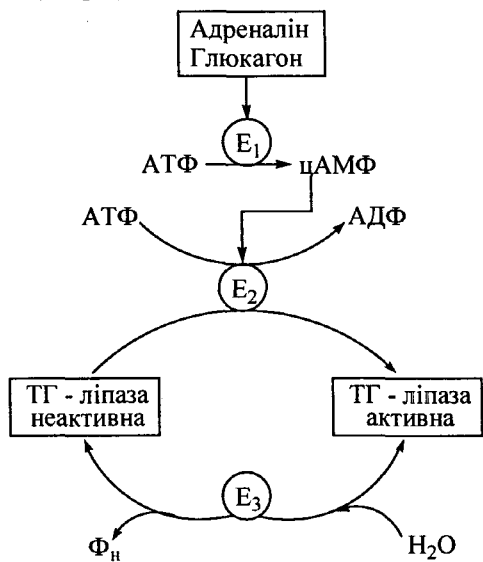 Адреналін
Глюкагон
E₁
АТФ
цАМФ
АТФ
АДФ
E₂
ТГ - ліпаза
неактивна
ТГ - ліпаза
активна
E₃
Фн
H₂O